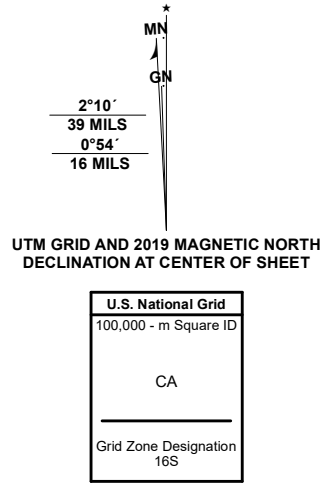 ★
MN
GN
2°10´
39 MILS
0°54´
16 MILS
UTM GRID AND 2019 MAGNETIC NORTH
DECLINATION AT CENTER OF SHEET
U.S. National Grid
100,000 - m Square ID
CA
Grid Zone Designation
16S